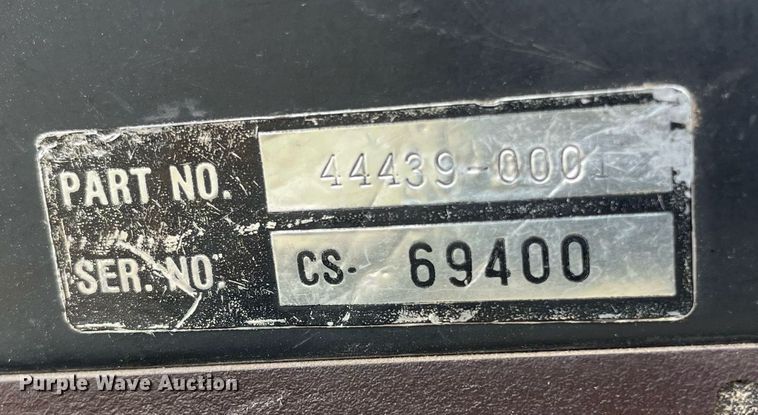 PART NO. 44439-0001
SER. NO. CS- 69400
Purple Wave Auction